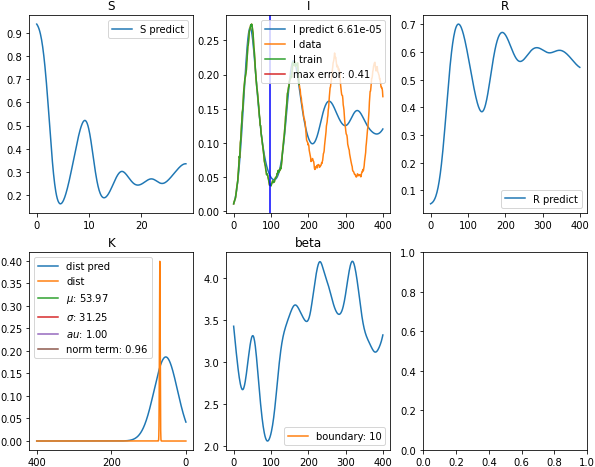 S
S predict
0.9
0.8
0.7
0.6
0.5
0.4
0.3
0.2
0 10 20
I
I predict 6.61e-05
I data
I train
max error: 0.41
0.25
0.20
0.15
0.10
0.05
0.00
0 100 200 300 400
R
R predict
0.7
0.6
0.5
0.4
0.3
0.2
0.1
0 100 200 300 400
K
dist pred
dist
μ: 53.97
σ: 31.25
au: 1.00
norm term: 0.96
0.40
0.35
0.30
0.25
0.20
0.15
0.10
0.05
0.00
400 200 0
beta
boundary: 10
4.0
3.5
3.0
2.5
2.0
0 100 200 300 400
1.0
0.8
0.6
0.4
0.2
0.0
0.0 0.2 0.4 0.6 0.8 1.0